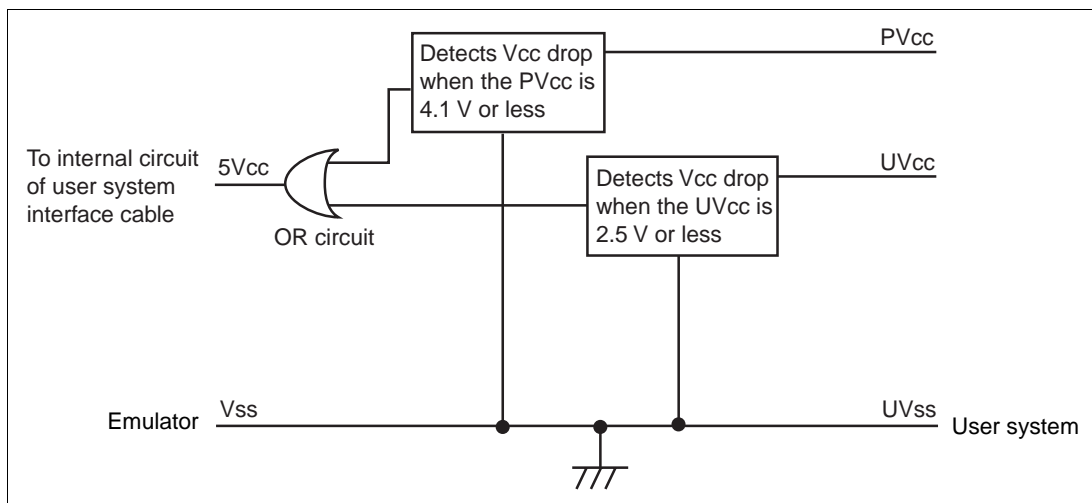 PVcc
Detects Vcc drop
when the PVcc is
4.1 V or less
To internal circuit
of user system
interface cable
5Vcc
OR circuit
UVcc
Detects Vcc drop
when the UVcc is
2.5 V or less
Emulator
Vss
UVss
User system